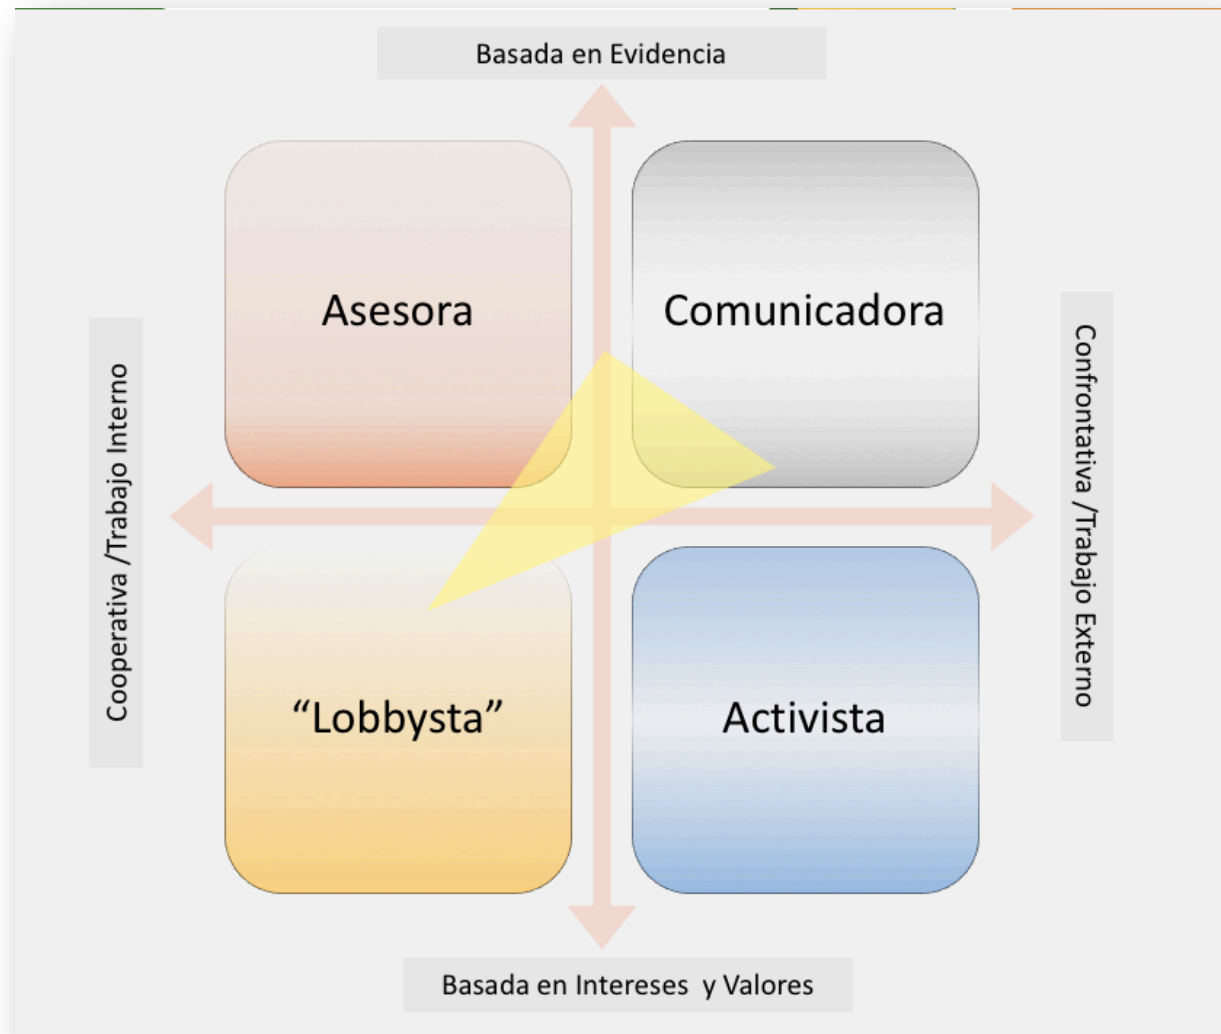 Basada en Evidencia
Asesora
Comunicadora
Cooperativa /Trabajo Interno
Confrontativa /Trabajo Externo
“Lobbysta”
Activista
Basada en Intereses y Valores